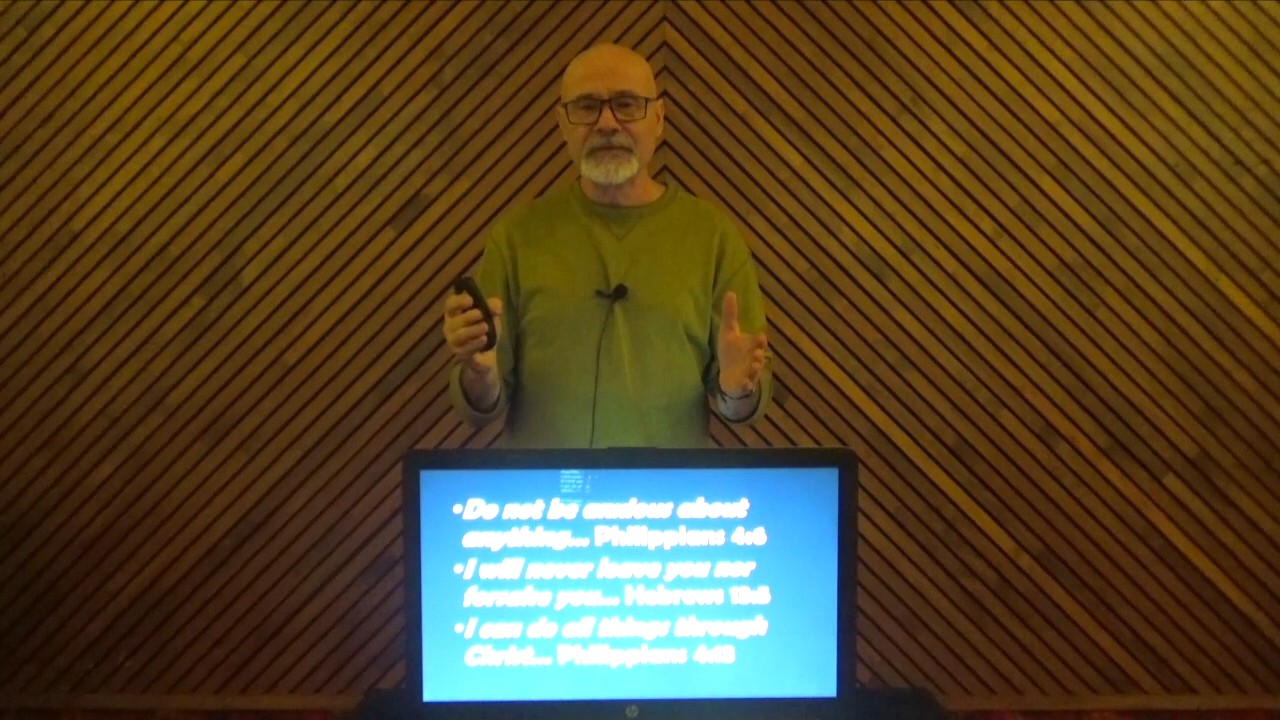 •Do not be anxious about
anything... Philippians 4:6
•I will never leave you nor
forsake you... Hebrews 13:5
•I can do all things through
Christ... Philippians 4:13
hp